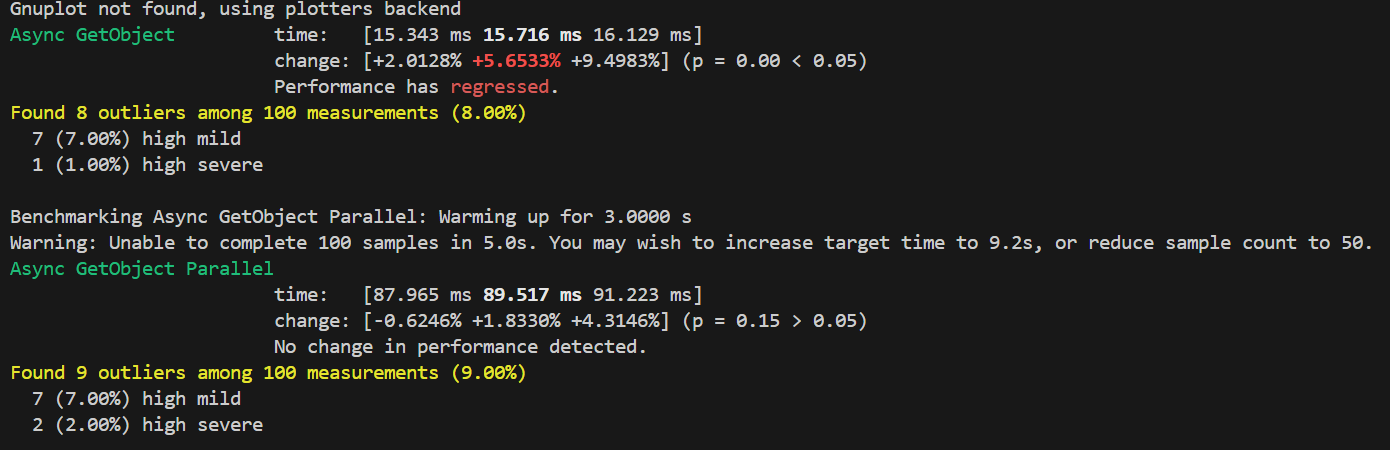 Gnuplot not found, using plotters backend
Async GetObject         time:   [15.343 ms 15.716 ms 16.129 ms]
                        change: [+2.0128% +5.6533% +9.4983%] (p = 0.00 < 0.05)
                        Performance has regressed.
Found 8 outliers among 100 measurements (8.00%)
  7 (7.00%) high mild
  1 (1.00%) high severe

Benchmarking Async GetObject Parallel: Warming up for 3.0000 s
Warning: Unable to complete 100 samples in 5.0s. You may wish to increase target time to 9.2s, or reduce sample count to 50.
Async GetObject Parallel
                        time:   [87.965 ms 89.517 ms 91.223 ms]
                        change: [-0.6246% +1.8330% +4.3146%] (p = 0.15 > 0.05)
                        No change in performance detected.
Found 9 outliers among 100 measurements (9.00%)
  7 (7.00%) high mild
  2 (2.00%) high severe